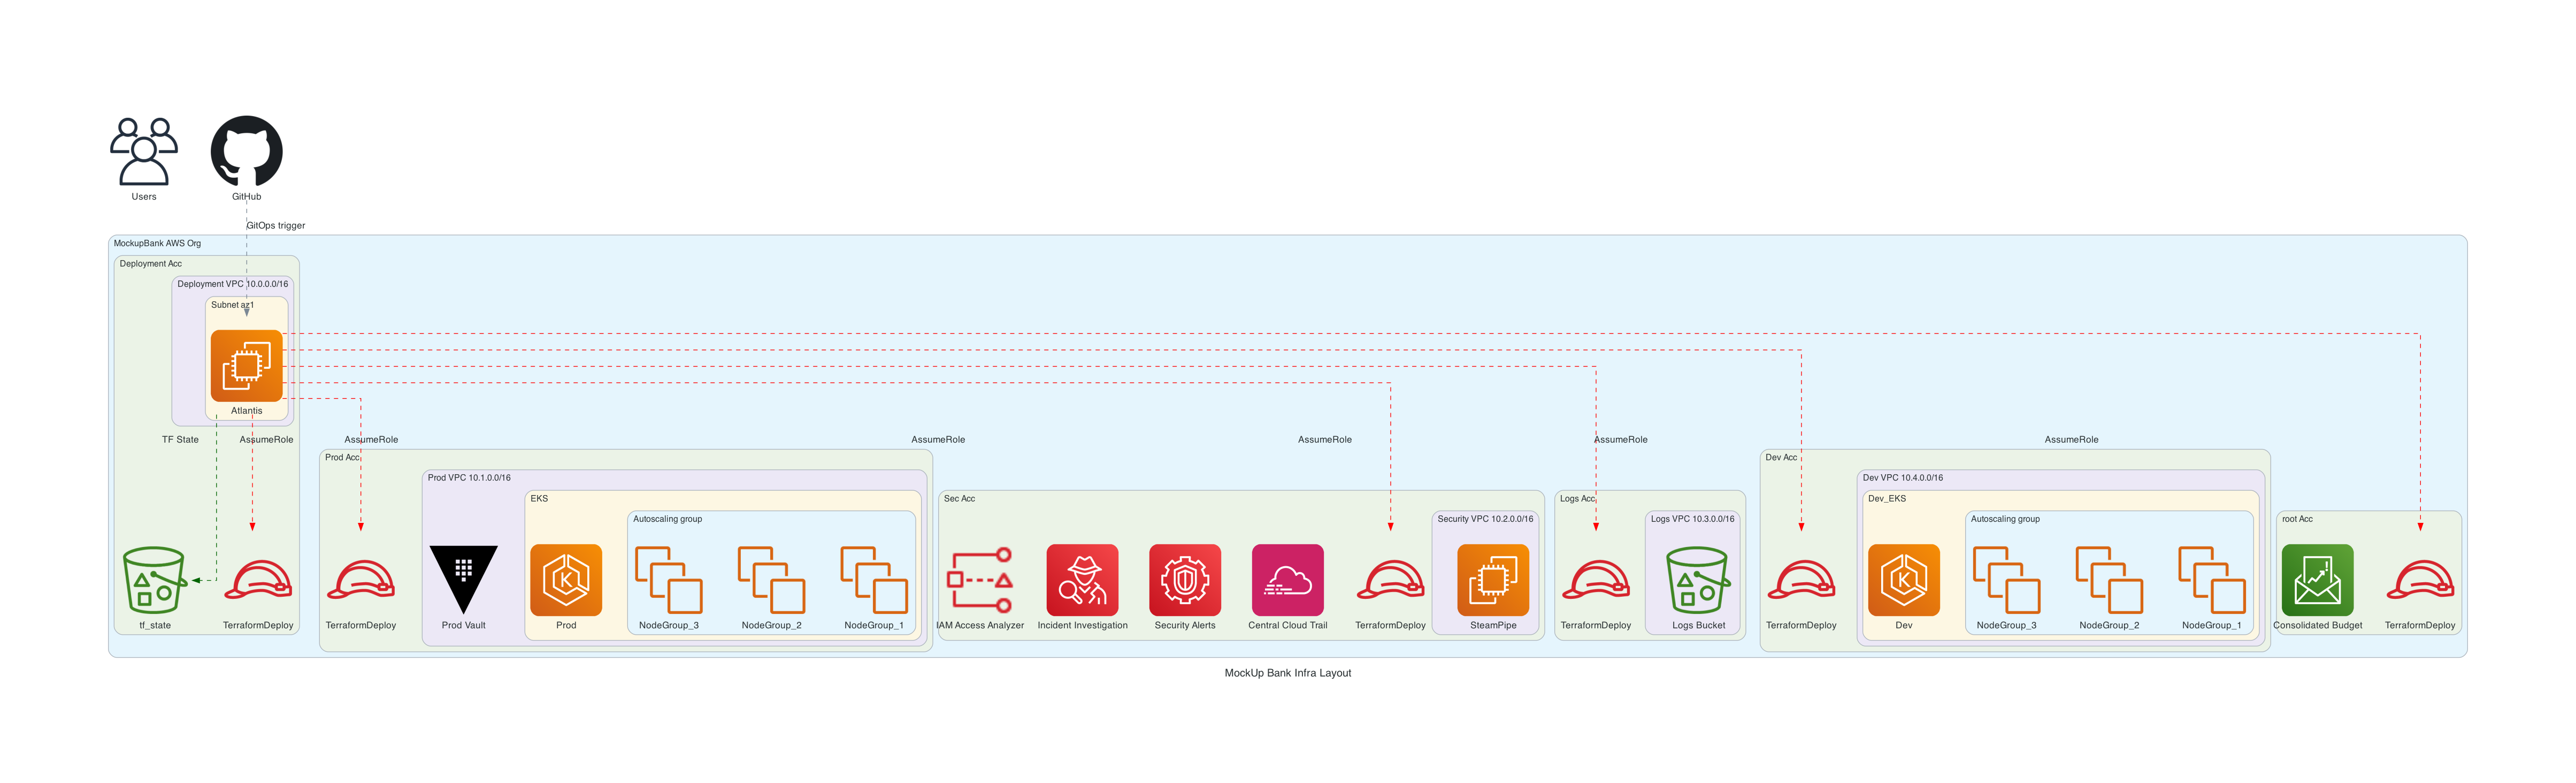 Users
GitHub
GitOps trigger
MockupBank AWS Org
Deployment Acc
Deployment VPC 10.0.0.0/16
Subnet az1
Atlantis
TF State
AssumeRole
AssumeRole
AssumeRole
AssumeRole
AssumeRole
AssumeRole
tf_state
TerraformDeploy
Prod Acc
TerraformDeploy
Prod VPC 10.1.0.0/16
Prod Vault
EKS
Prod
Autoscaling group
NodeGroup_3
NodeGroup_2
NodeGroup_1
Sec Acc
IAM Access Analyzer
Incident Investigation
Security Alerts
Central Cloud Trail
TerraformDeploy
Security VPC 10.2.0.0/16
SteamPipe
Logs Acc
TerraformDeploy
Logs VPC 10.3.0.0/16
Logs Bucket
Dev Acc
TerraformDeploy
Dev VPC 10.4.0.0/16
Dev_EKS
Dev
Autoscaling group
NodeGroup_3
NodeGroup_2
NodeGroup_1
root Acc
Consolidated Budget
TerraformDeploy
MockUp Bank Infra Layout